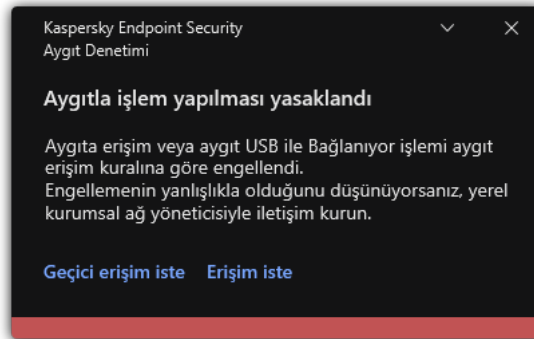 Kaspersky Endpoint Security
Aygıt Denetimi
Aygıtla işlem yapılması yasaklandı
Aygıta erişim veya aygıt USB ile Bağlanıyor işlemi aygıt
erişim kuralına göre engellendi.
Engellemenin yanlışlıkla olduğunu düşünüyorsanız, yerel
kurumsal ağ yöneticisiyle iletişim kurun.
Geçici erişim iste Erişim iste